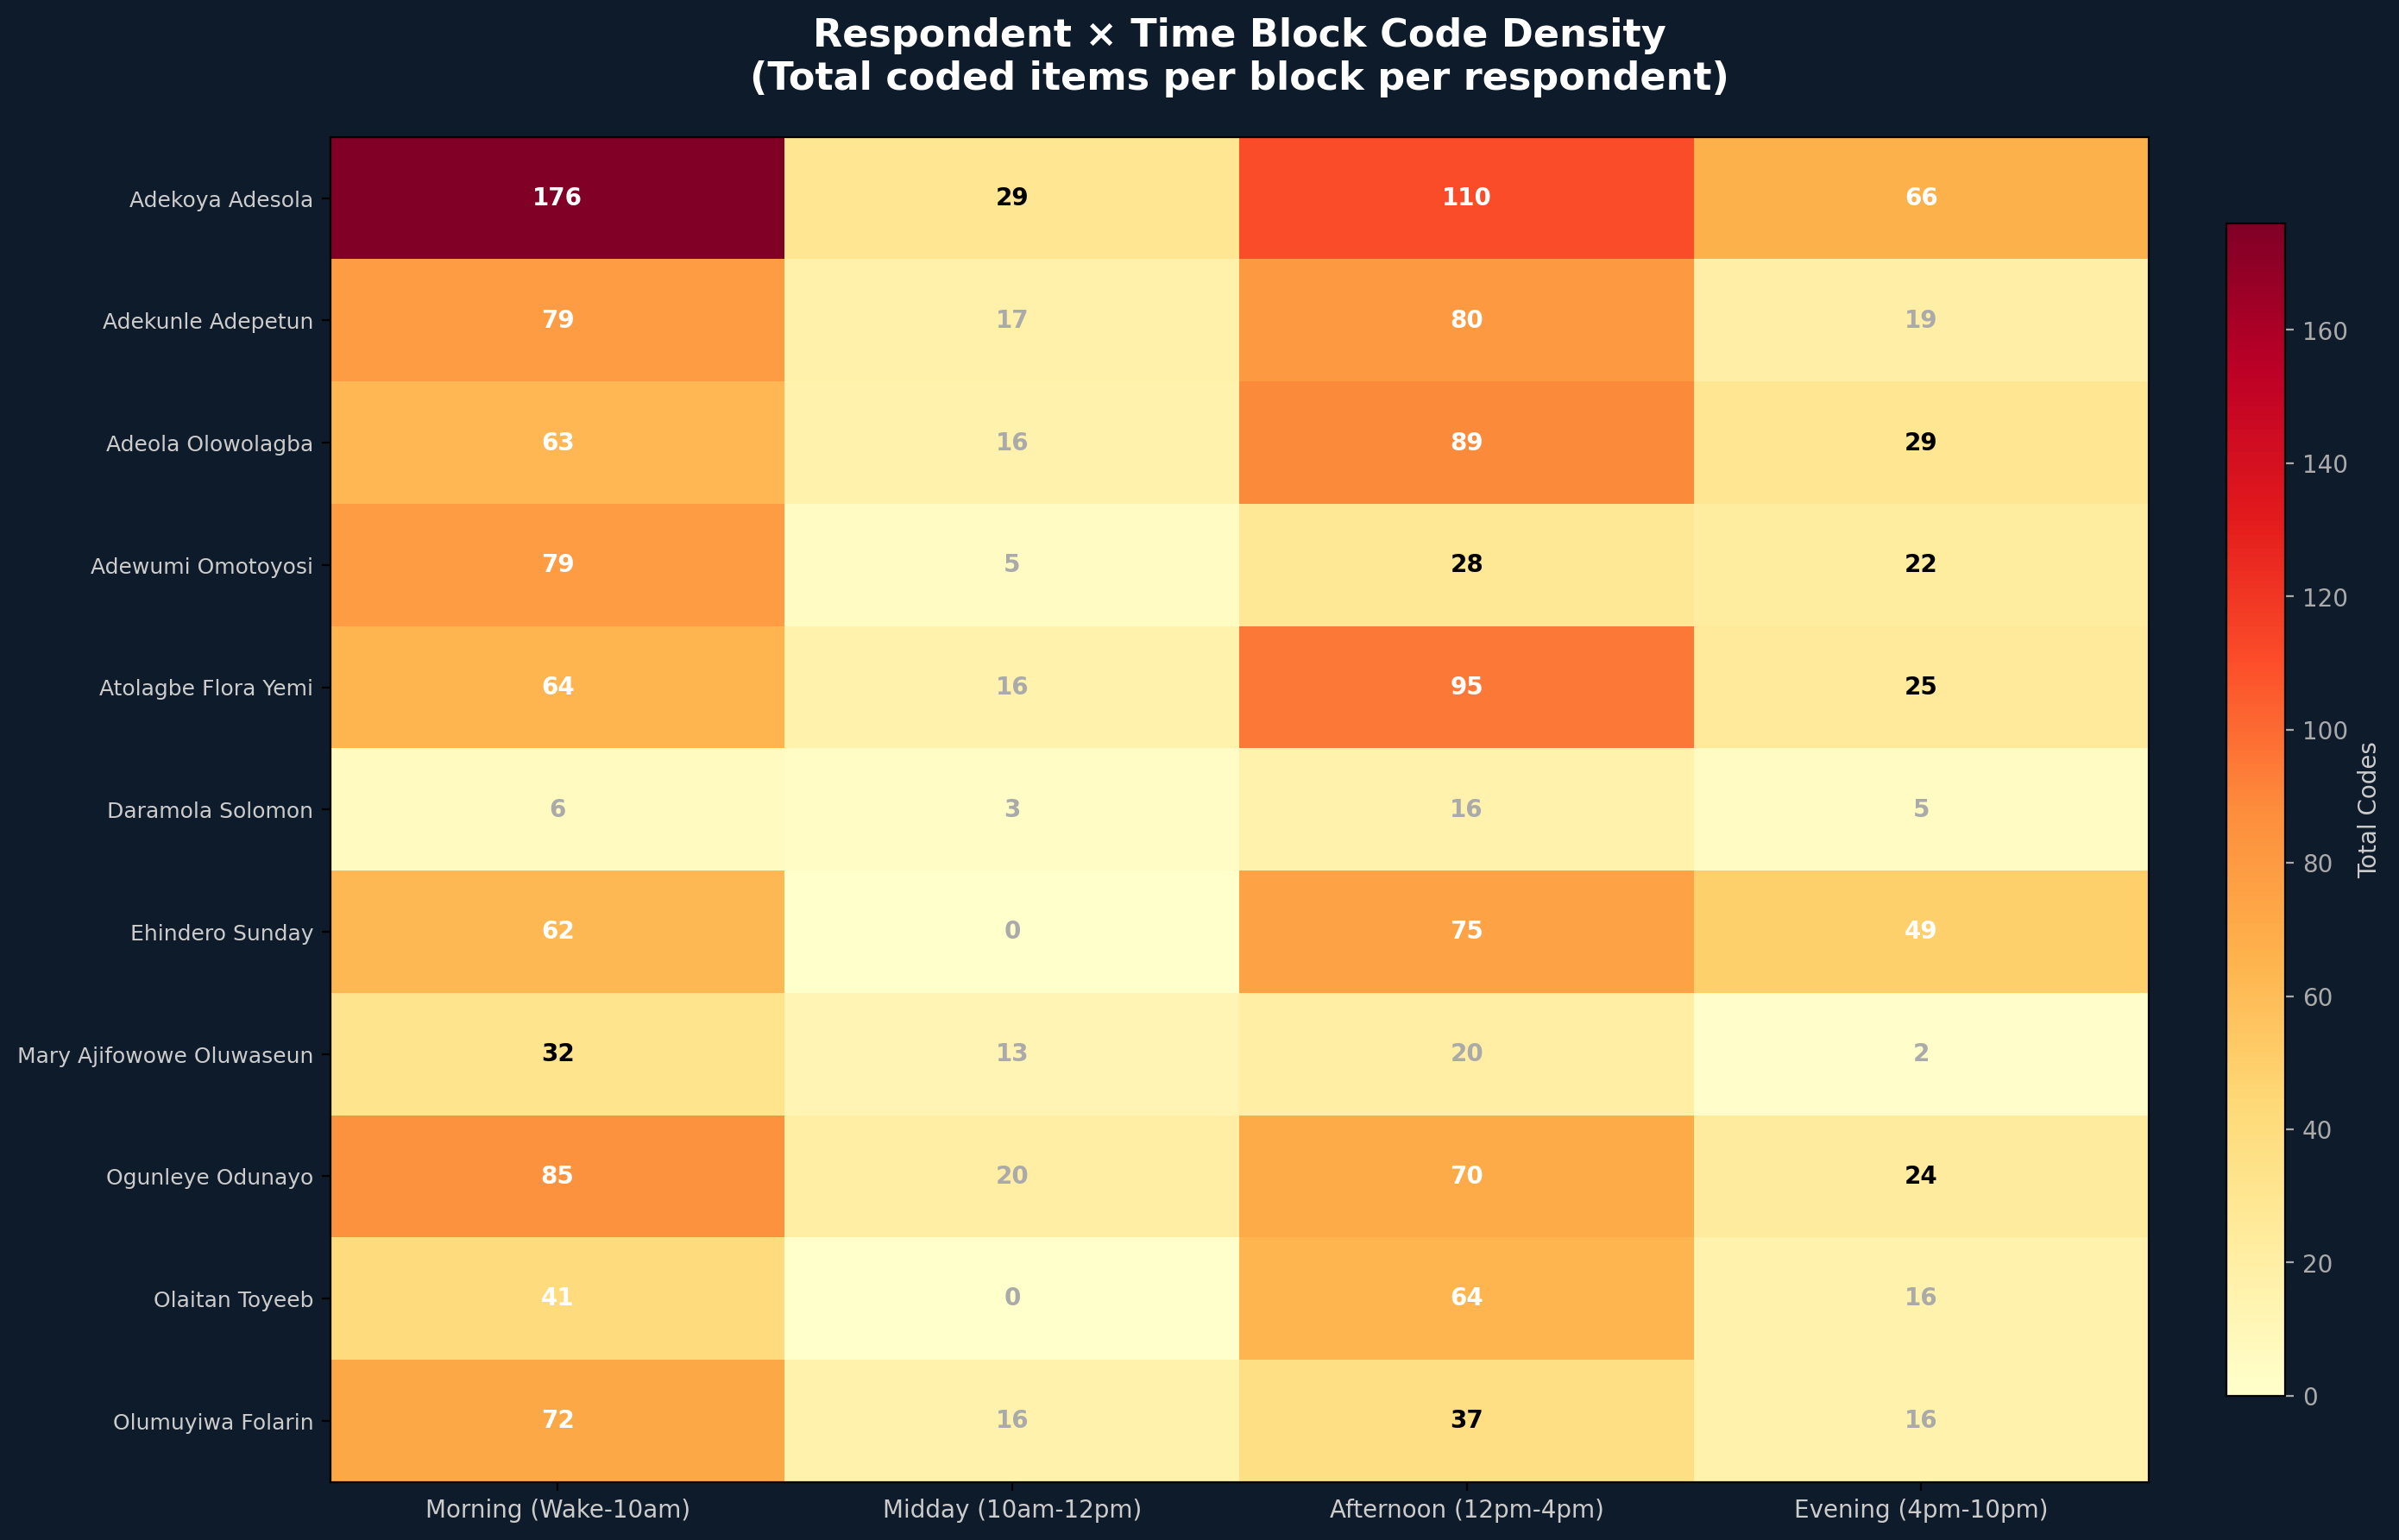 Respondent × Time Block Code Density
(Total coded items per block per respondent)
Adekoya Adesola 176 29 110 66
Adekunle Adepetun 79 17 80 19
Adeola Olowolagba 63 16 89 29
Adewumi Omotoyosi 79 5 28 22
Atolagbe Flora Yemi 64 16 95 25
Daramola Solomon 6 3 16 5
Ehindero Sunday 62 0 75 49
Mary Ajifowowe Oluwaseun 32 13 20 2
Ogunleye Odunayo 85 20 70 24
Olaitan Toyeeb 41 0 64 16
Olumuyiwa Folarin 72 16 37 16
Morning (Wake-10am) Midday (10am-12pm) Afternoon (12pm-4pm) Evening (4pm-10pm)
160
140
120
100
80
60
40
20
0
Total Codes